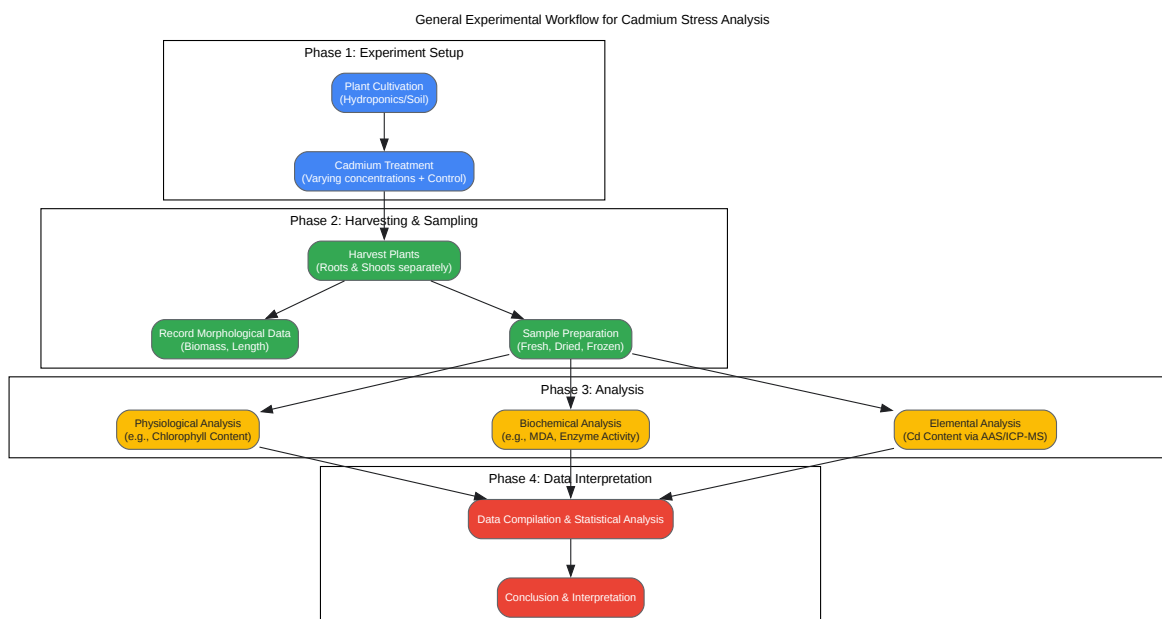 General Experimental Workflow for Cadmium Stress Analysis
Phase 1: Experiment Setup
Plant Cultivation
(Hydroponics/Soil)
Cadmium Treatment
(Varying concentrations + Control)
Phase 2: Harvesting & Sampling
Harvest Plants
(Roots & Shoots separately)
Record Morphological Data
(Biomass, Length)
Sample Preparation
(Fresh, Dried, Frozen)
Phase 3: Analysis
Physiological Analysis
(e.g., Chlorophyll Content)
Biochemical Analysis
(e.g., MDA, Enzyme Activity)
Elemental Analysis
(Cd Content via AAS/ICP-MS)
Phase 4: Data Interpretation
Data Compilation & Statistical Analysis
Conclusion & Interpretation